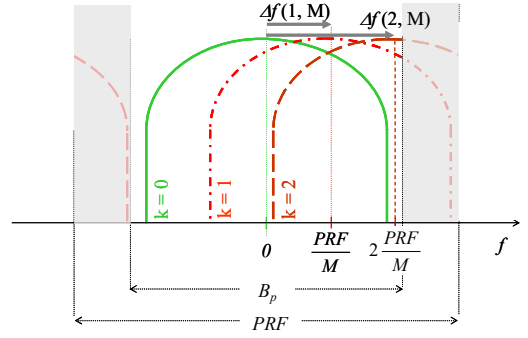 Δf(1, M)
Δf(2, M)
k = 0
k = 1
k = 2
0
PRF/M
2 PRF/M
f
B_p
PRF